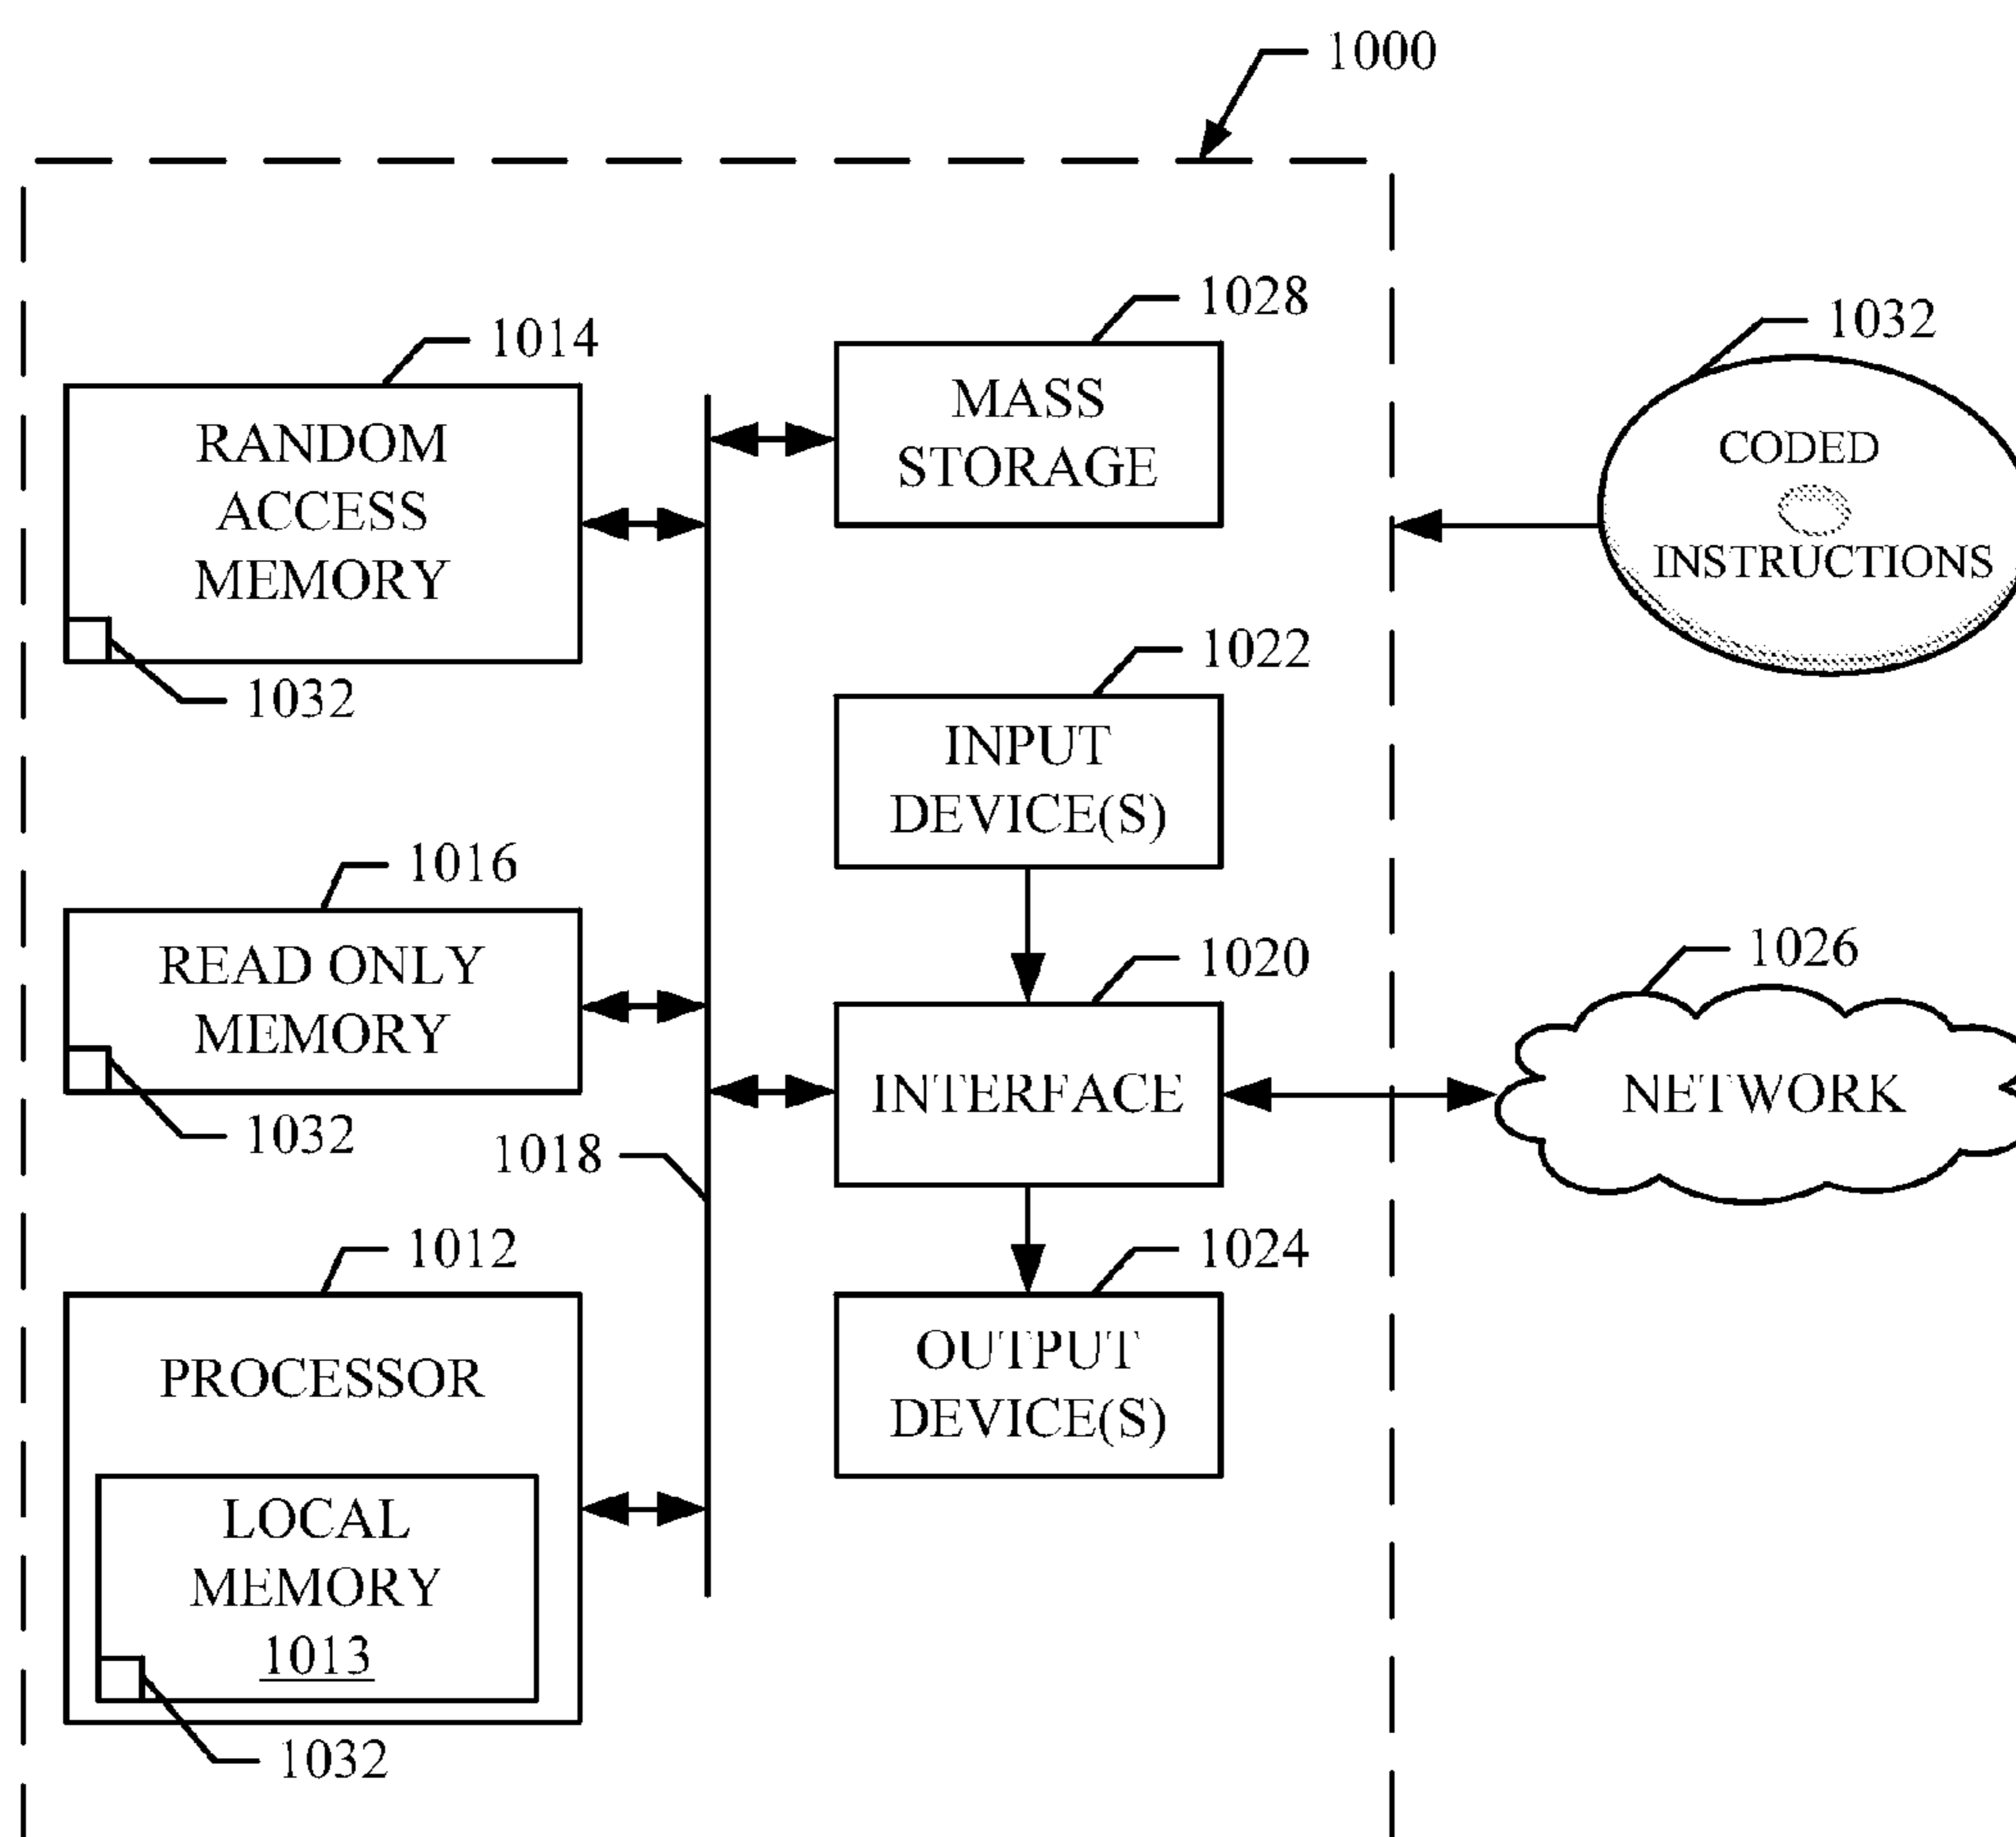 1000
1028
1014
1032
MASS
STORAGE
RANDOM
ACCESS
MEMORY
CODED
INSTRUCTIONS
1032
1022
INPUT
DEVICE(S)
1016
READ ONLY
MEMORY
1032
1020
INTERFACE
1026
NETWORK
1018
1012
PROCESSOR
LOCAL
MEMORY
1013
1032
1024
OUTPUT
DEVICE(S)